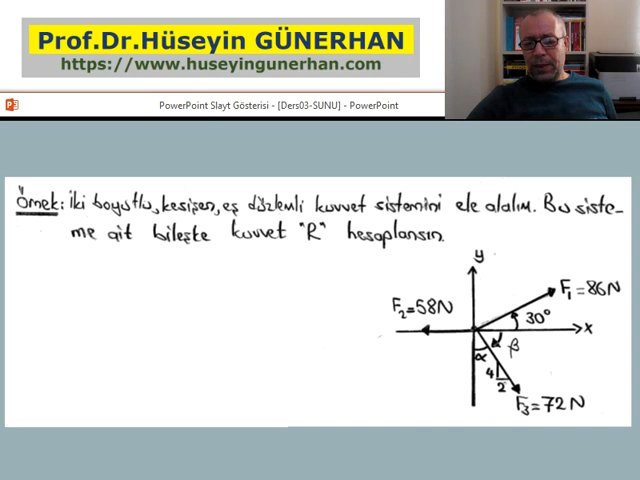 Prof.Dr.Hüseyin GÜNERHAN
https://www.huseyingunerhan.com
PowerPoint Slayt Gösterisi - [Ders03-SUNU] - PowerPoint
Örnek: İki boyutlu, kesişen, eş düzlemli kuvvet sistemini ele alalım. Bu siste-
me ait bileşte kuvvet "R" hesaplansın.
y
F₁=86N
F₂=58N
30°
x
β
α
4
2
F₃=72N